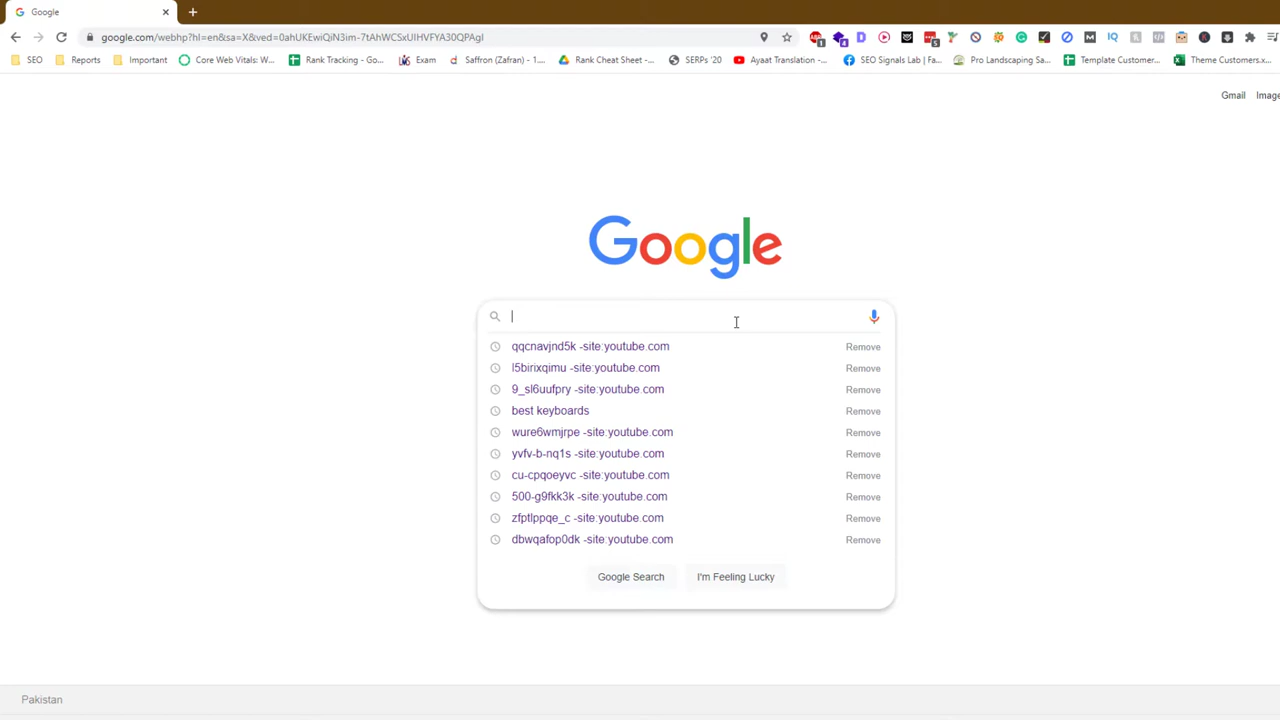 Google
google.com/webhp?hl=en&sa=X&ved=0ahUKEwiQiN3im-7tAhWCSxUIHVFYA30QPAgI
SEO Reports Important Core Web Vitals: W... Rank Tracking - Go... Exam Saffron (Zafran) - 1.... Rank Cheat Sheet -... SERPs '20 Ayaat Translation -... SEO Signals Lab | Fa... Pro Landscaping Sa... Template Customer... Theme Customers.x...
Gmail Image
Google
qqcnavjnd5k -site:youtube.com Remove
l5birixqimu -site:youtube.com Remove
9_sl6uufpry -site:youtube.com Remove
best keyboards Remove
wure6wmjrpe -site:youtube.com Remove
yvfv-b-nq1s -site:youtube.com Remove
cu-cpqoeyvc -site:youtube.com Remove
500-g9fkk3k -site:youtube.com Remove
zfptlppqe_c -site:youtube.com Remove
dbwqafop0dk -site:youtube.com Remove
Google Search I'm Feeling Lucky
Pakistan